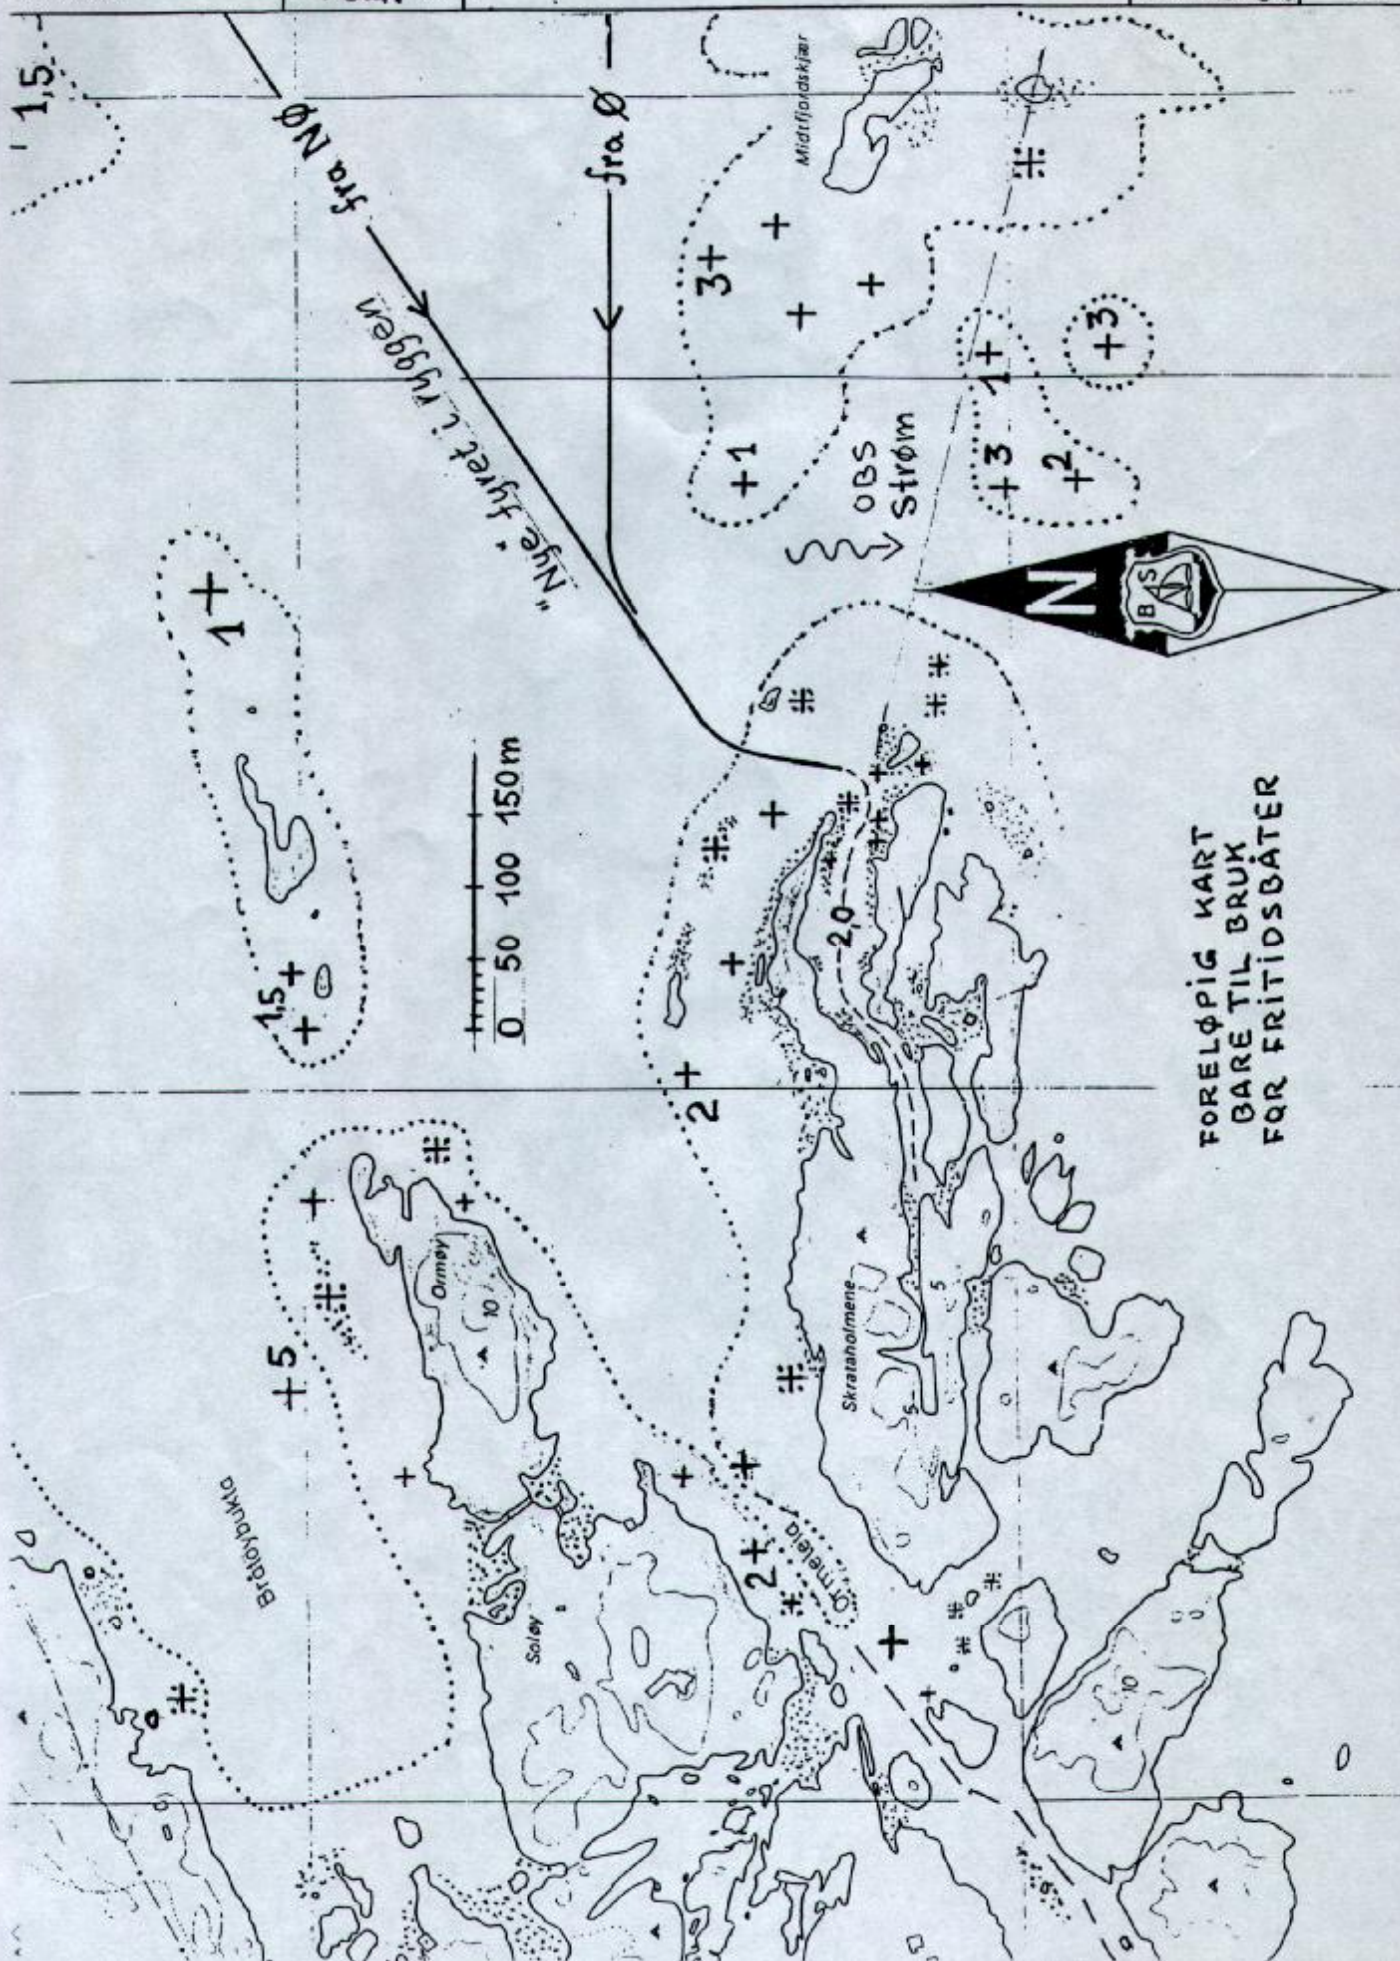 1,5
fra NØ
fra Ø
"Nye" fyret i ryggen
Midtfjordskjær
3+
+1
OBS
Strøm
1+
+3
+3
+2
N
B S
1+
1,5
0 50 100 150m
2,0
2
FORELØPIG KART
BARE TIL BRUK
FOR FRITIDSBÅTER
Ormøy
10
+5
Bråtøybukta
Soløy
2+
Ormeleia
Skrataholmene
5
5
10